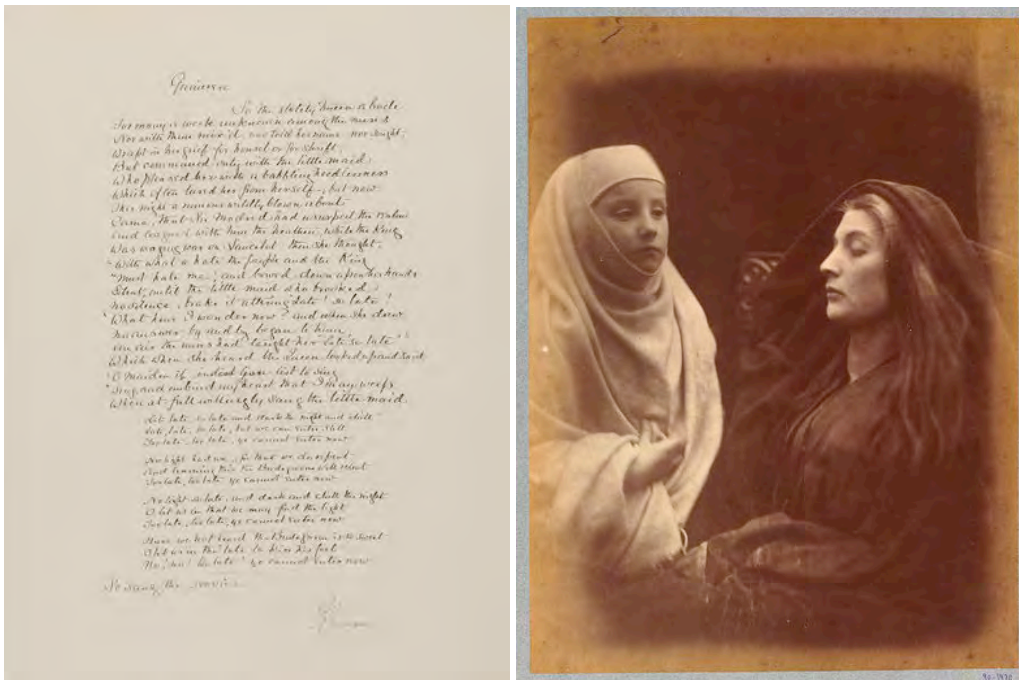 Guinevere
So the stately Queen abode
For many a week unknown among the nuns
Nor with them mix'd, nor told her name, nor sought,
Wrapt in her grief, for housel or for shrift,
But communed only with the little maid
Who pleased her with a babbling heedlessness
Which often lured her from herself; but now
This night a rumour wildly blown about
Came, that Sir Modred had usurped the realm
And leagued with him the heathen, while the King
Was waging war on Lancelot: then she thought,
"With what a hate the people and the King
"Must hate me," and bowed down upon her hands
Silent, until the little maid who brooked
no silence, brake it uttering "Late! so late!
"What hour I wonder now?" and when she drew
no answer by and by began to hum
an air the nuns had taught her "late so late"
Which when she heard the Queen looked up and said
"O maiden if indeed you list to sing
"Sing and unbind my heart that I may weep"
Whereat full willingly sang the little maid.
Late late, so late and dark the night and chill
Late, late, so late, but we can enter still
Too late, too late, ye cannot enter now
No light had we, for that we do repent
And learning this the Bridegroom will relent
Too late, too late ye cannot enter now
No light so late, and dark and chill the night
O let us in that we may find the light
Too late, too late, ye cannot enter now
Have we not heard the Bridegroom is so sweet
O let us in tho' late to kiss his feet
No! no! too late! ye cannot enter now
So sang the novice